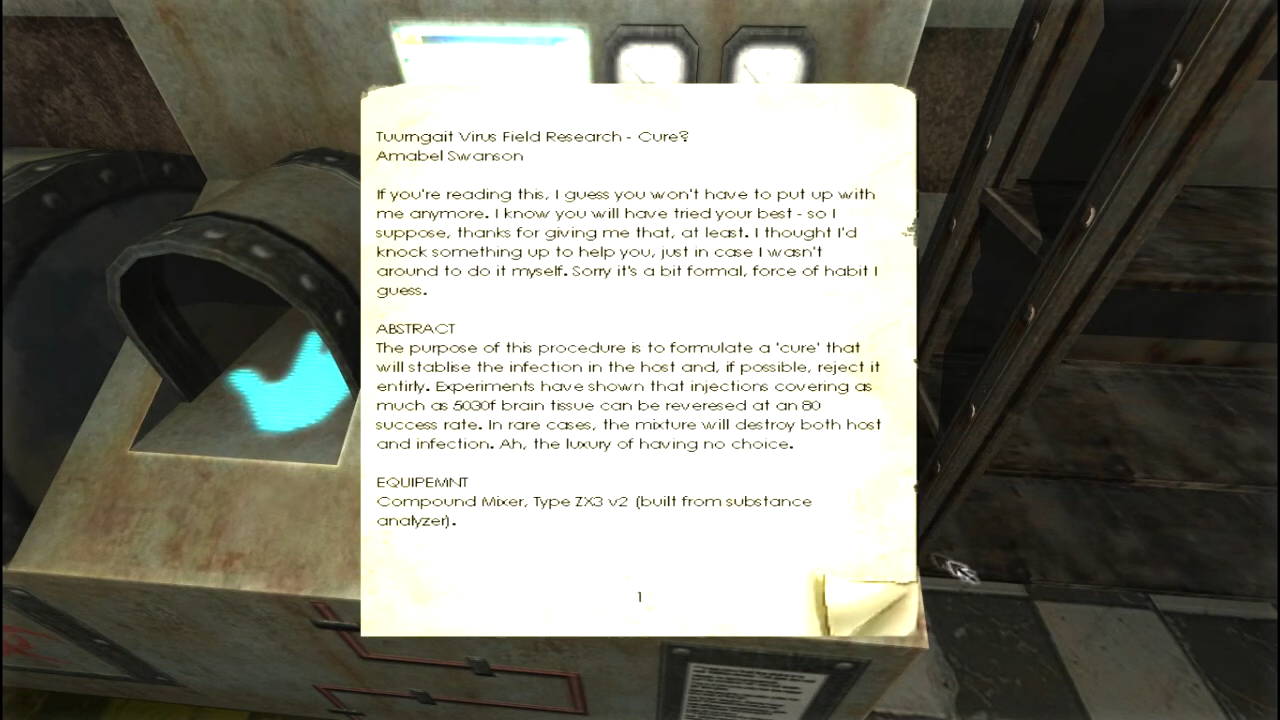 Tuurngait Virus Field Research - Cure?
Amabel Swanson
If you're reading this, I guess you won't have to put up with
me anymore. I know you will have tried your best - so I
suppose, thanks for giving me that, at least. I thought I'd
knock something up to help you, just in case I wasn't
around to do it myself. Sorry it's a bit formal, force of habit I
guess.
ABSTRACT
The purpose of this procedure is to formulate a 'cure' that
will stablise the infection in the host and, if possible, reject it
entirly. Experiments have shown that injections covering as
much as 5030f brain tissue can be reveresed at an 80
success rate. In rare cases, the mixture will destroy both host
and infection. Ah, the luxury of having no choice.
EQUIPEMNT
Compound Mixer, Type ZX3 v2 (built from substance
analyzer).
1